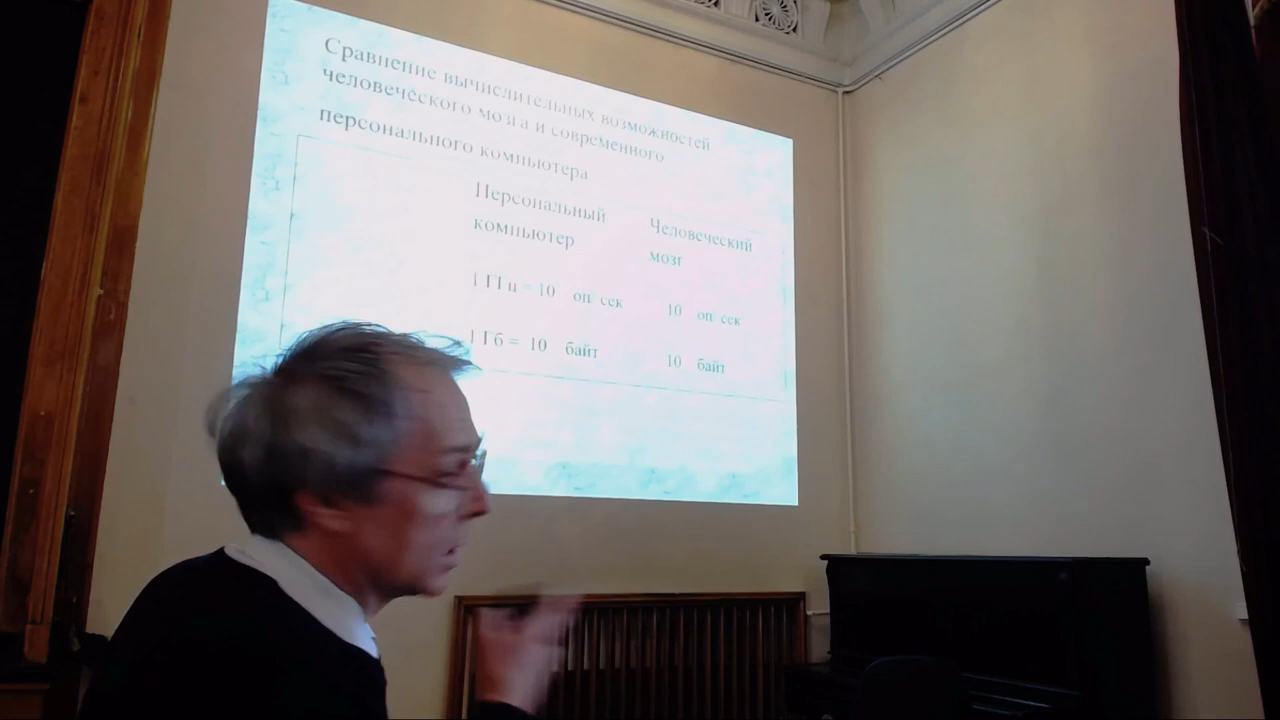 Сравнение вычислительных возможностей
человеческого мозга и современного
персонального компьютера
Персональный
компьютер
Человеческий
мозг
1 ГГц = 10 оп/сек
10 оп/сек
1 Гб = 10 байт
10 байт